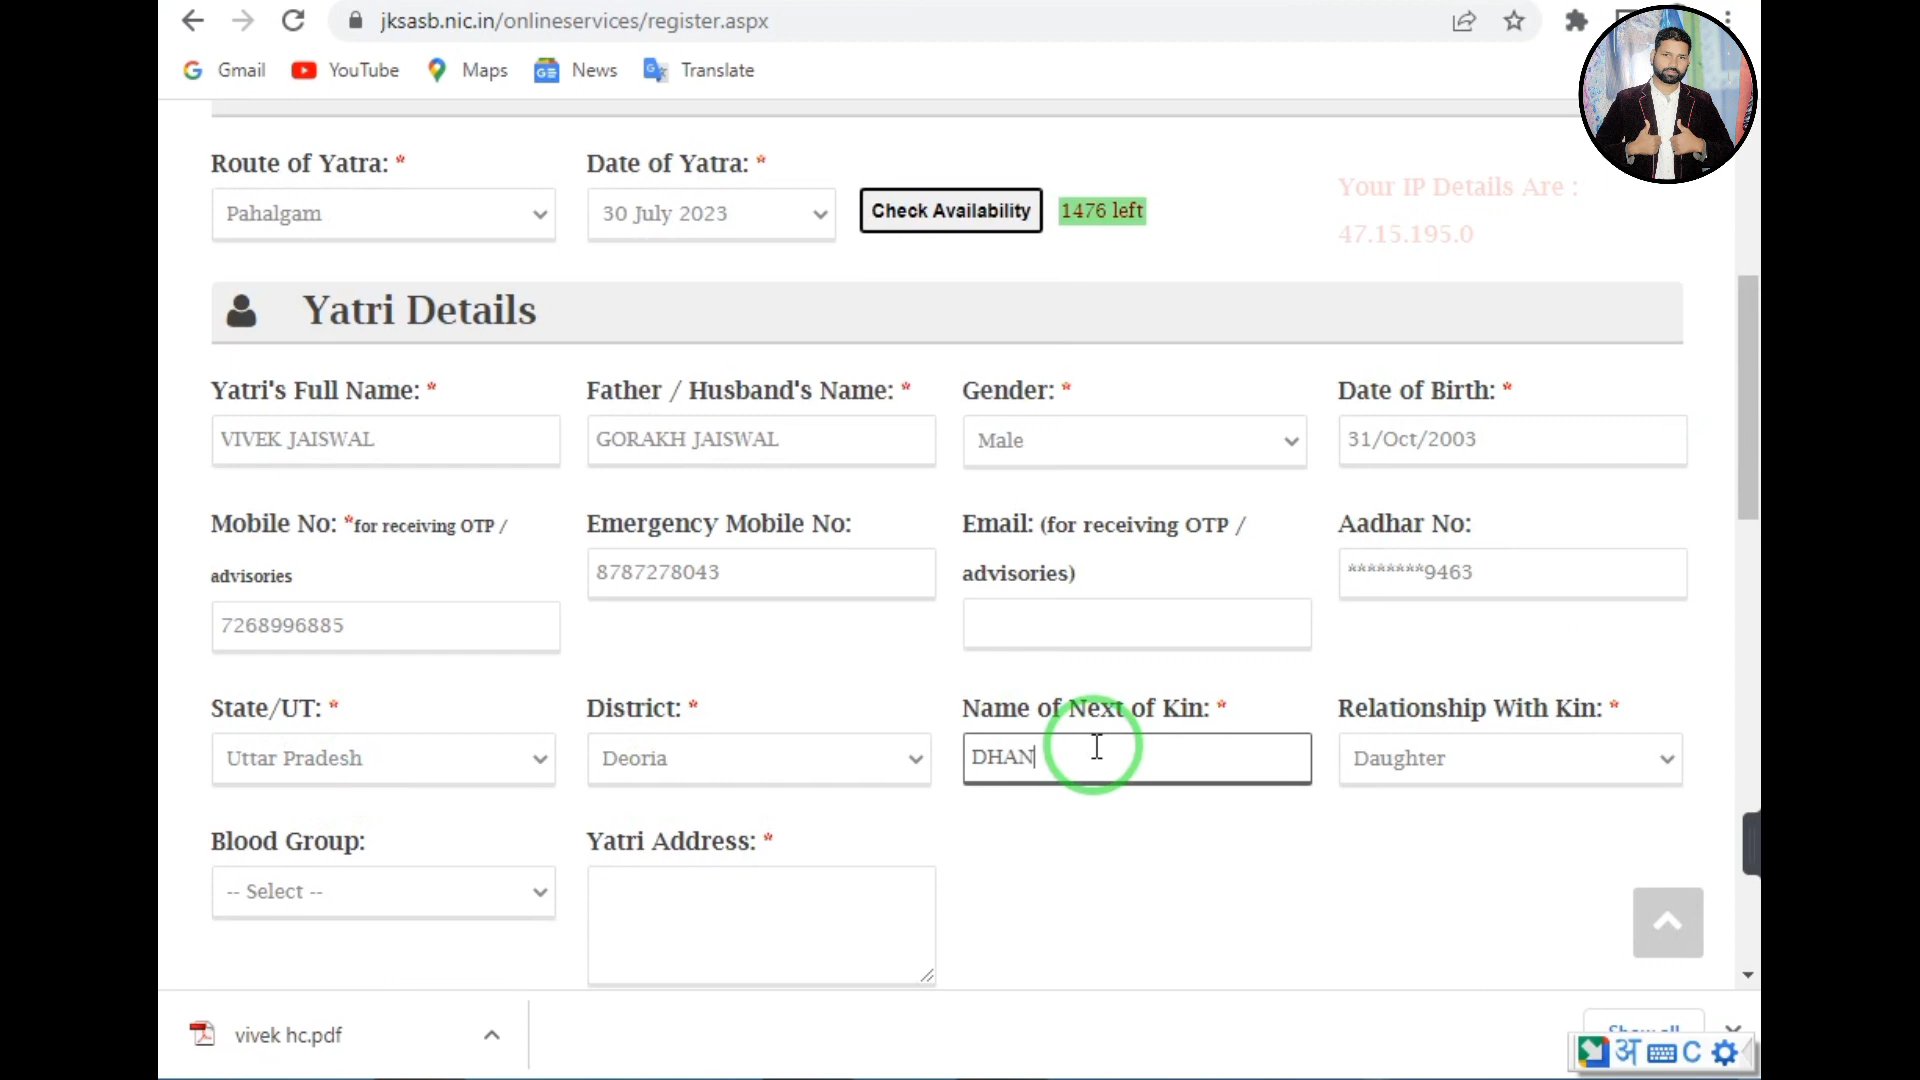 jksasb.nic.in/onlineservices/register.aspx
Gmail YouTube Maps News Translate
Route of Yatra: * Date of Yatra: *
Your IP Details Are :
Pahalgam 30 July 2023 Check Availability 1476 left
47.15.195.0
Yatri Details
Yatri's Full Name: * Father / Husband's Name: * Gender: * Date of Birth: *
VIVEK JAISWAL GORAKH JAISWAL Male 31/Oct/2003
Mobile No: *for receiving OTP / Emergency Mobile No: Email: (for receiving OTP / Aadhar No:
advisories 8787278043 advisories) ********9463
7268996885
State/UT: * District: * Name of Next of Kin: * Relationship With Kin: *
Uttar Pradesh Deoria DHAN Daughter
Blood Group: Yatri Address: *
-- Select --
vivek hc.pdf
Show all
अ C